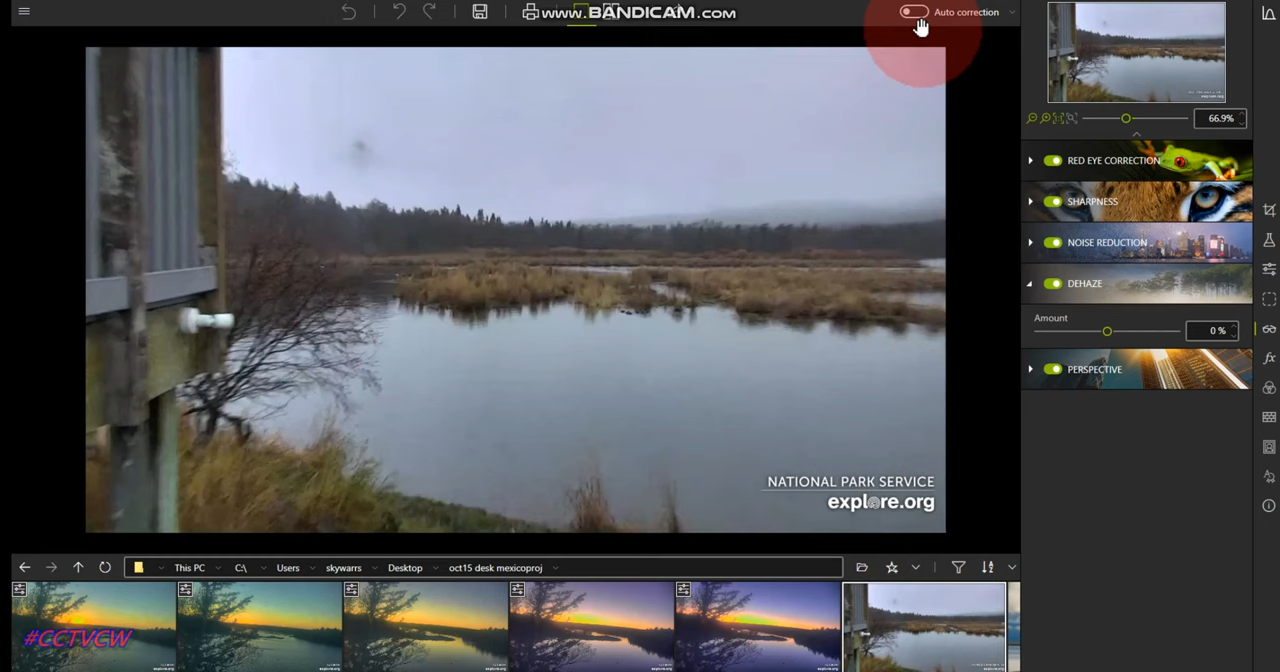 www.BANDICAM.com
Auto correction
66.9%
RED EYE CORRECTION
SHARPNESS
NOISE REDUCTION
DEHAZE
Amount
0 %
PERSPECTIVE
NATIONAL PARK SERVICE
explore.org
This PC
C:\
Users
skywarrs
Desktop
oct15 desk mexicoproj
#CCTVCW